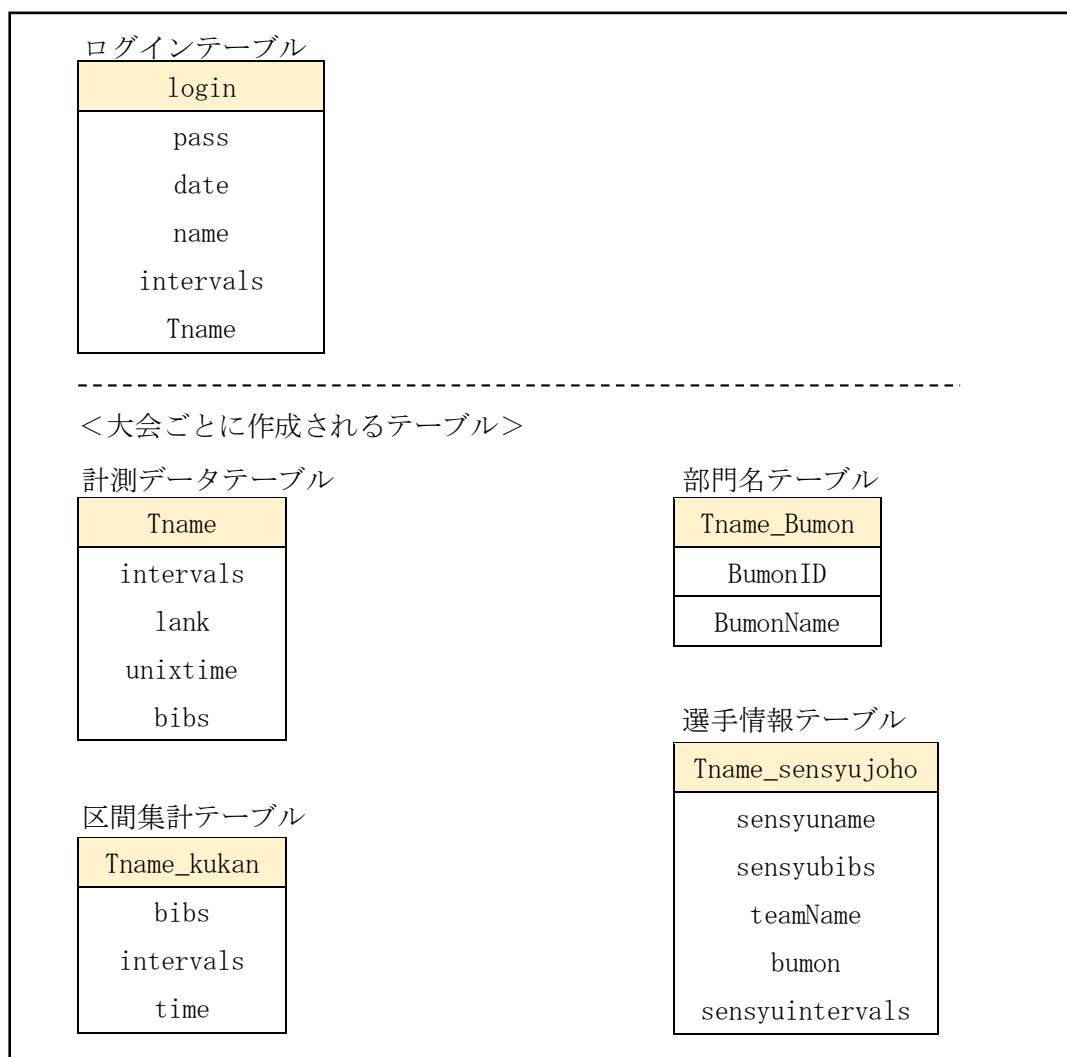 ログインテーブル
login
pass
date
name
intervals
Tname
＜大会ごとに作成されるテーブル＞
計測データテーブル
Tname
intervals
lank
unixtime
bibs
区間集計テーブル
Tname_kukan
bibs
intervals
time
部門名テーブル
Tname_Bumon
BumonID
BumonName
選手情報テーブル
Tname_sensyujoho
sensyuname
sensyubibs
teamName
bumon
sensyuintervals